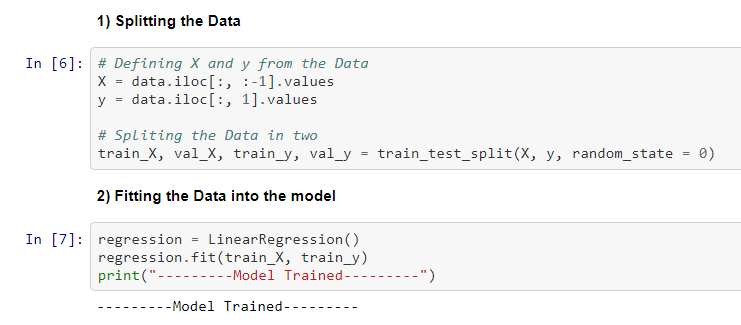 1) Splitting the Data
In [6]: # Defining X and y from the Data
X = data.iloc[:, :-1].values
y = data.iloc[:, 1].values
# Spliting the Data in two
train_X, val_X, train_y, val_y = train_test_split(X, y, random_state = 0)
2) Fitting the Data into the model
In [7]: regression = LinearRegression()
regression.fit(train_X, train_y)
print("---------Model Trained---------")
---------Model Trained---------